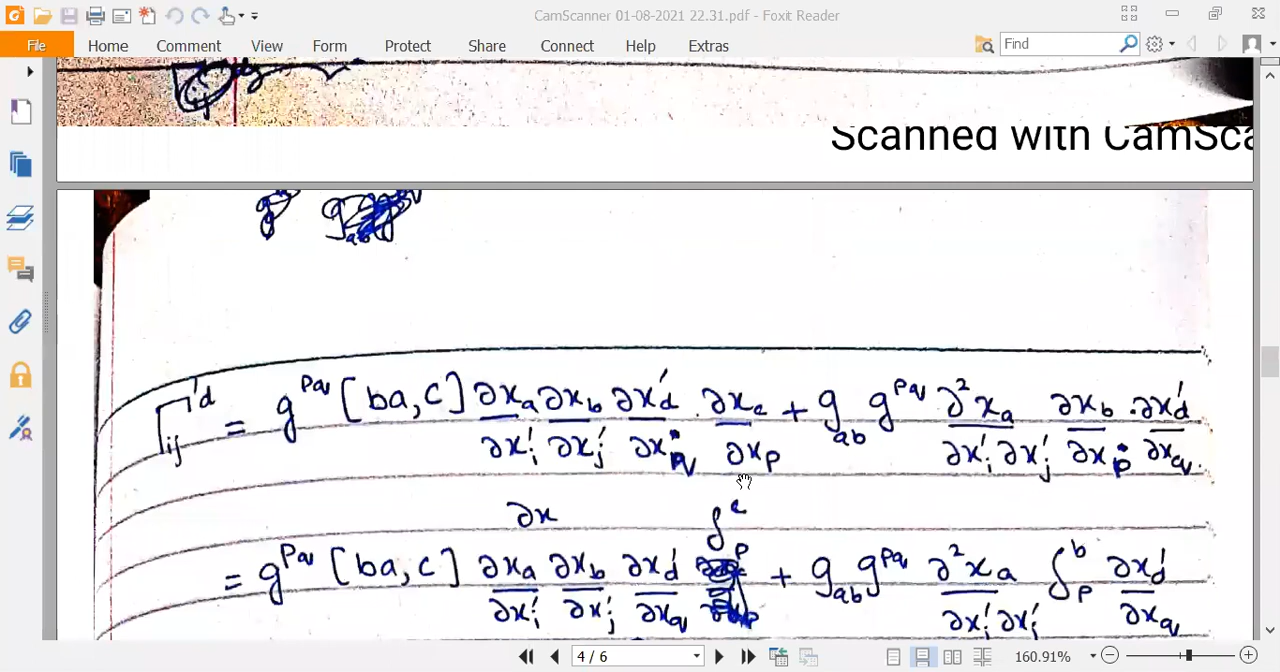 CamScanner 01-08-2021 22.31.pdf - Foxit Reader
File Home Comment View Form Protect Share Connect Help Extras Find
Scanned with CamSca
g g_ab
Γ'^d_ij = g^pq [ba,c] ∂x_a/∂x'_i ∂x_b/∂x'_j ∂x'_d/∂x_q · ∂x_c/∂x_p + g_ab g^pq ∂²x_a/∂x'_i ∂x'_j ∂x_b/∂x_p · ∂x'_d/∂x_q
∂x
= g^pq [ba,c] ∂x_a/∂x'_i ∂x_b/∂x'_j ∂x'_d/∂x_q δ^c_p + g_ab g^pq ∂²x_a/∂x'_i ∂x'_j δ^b_p ∂x'_d/∂x_q
4 / 6 160.91%